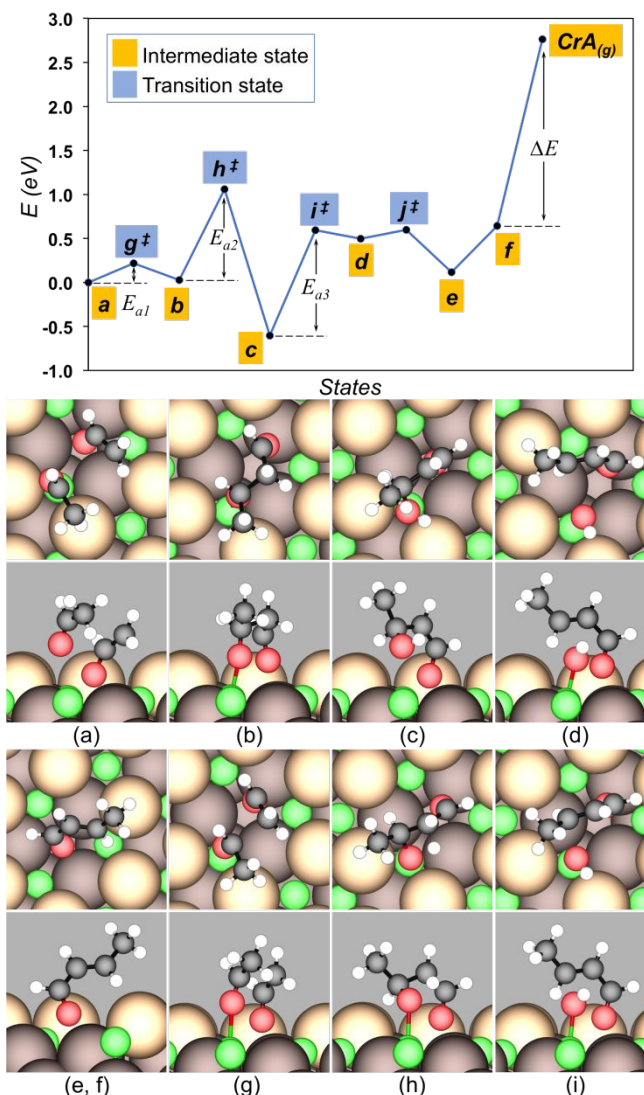 3.0
2.5
2.0
1.5
1.0
0.5
0.0
-0.5
-1.0
E (eV)
Intermediate state
Transition state
CrA(g)
h ‡
ΔE
g ‡
Ea2
i ‡
j ‡
d
f
a
Ea1
b
Ea3
e
c
States
(a)
(b)
(c)
(d)
(e, f)
(g)
(h)
(i)